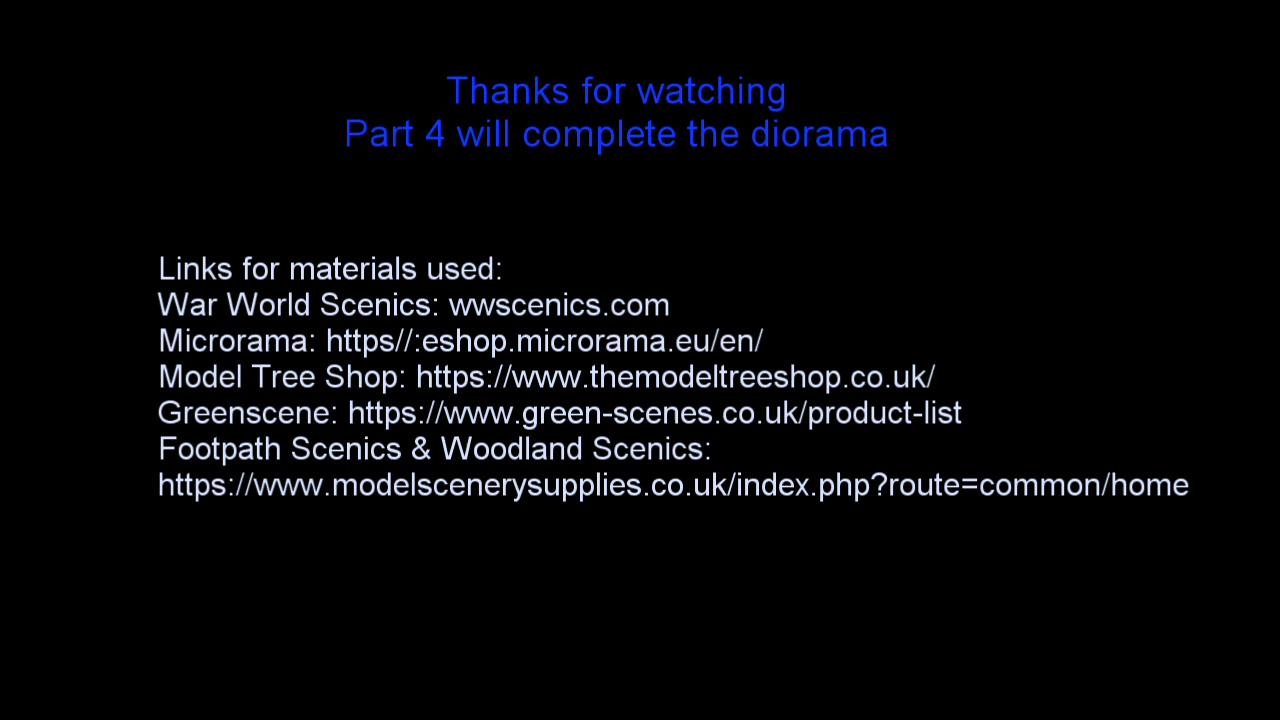 Thanks for watching
Part 4 will complete the diorama
Links for materials used:
War World Scenics: wwscenics.com
Microrama: https//:eshop.microrama.eu/en/
Model Tree Shop: https://www.themodeltreeshop.co.uk/
Greenscene: https://www.green-scenes.co.uk/product-list
Footpath Scenics & Woodland Scenics:
https://www.modelscenerysupplies.co.uk/index.php?route=common/home